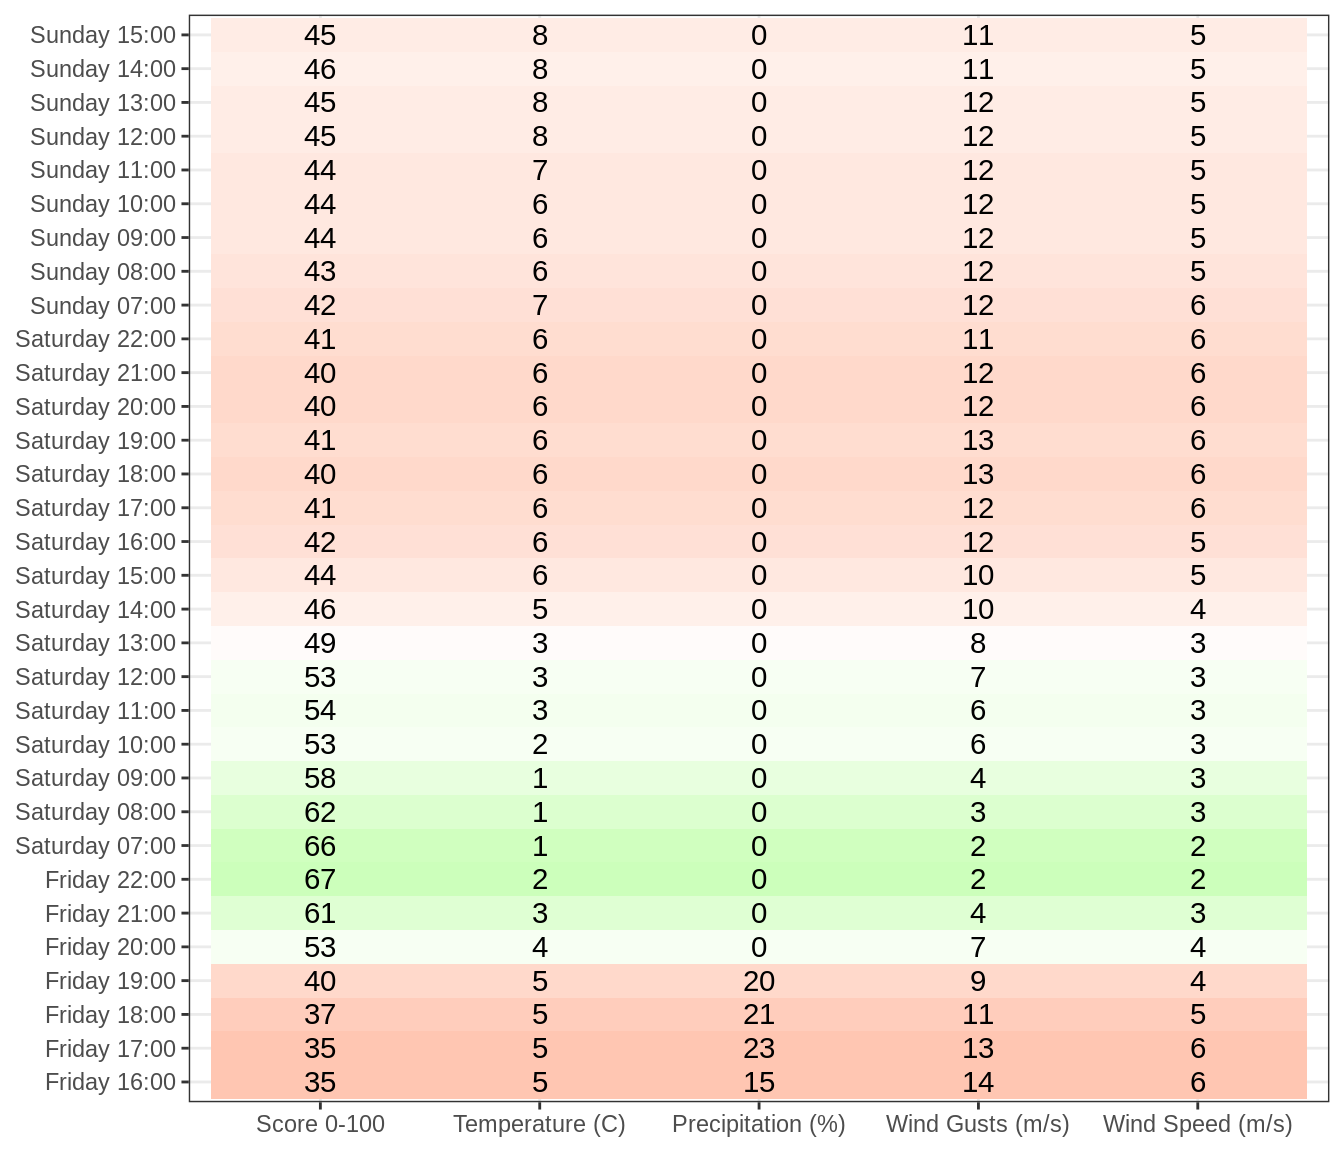 Sunday 15:00 45 8 0 11 5
Sunday 14:00 46 8 0 11 5
Sunday 13:00 45 8 0 12 5
Sunday 12:00 45 8 0 12 5
Sunday 11:00 44 7 0 12 5
Sunday 10:00 44 6 0 12 5
Sunday 09:00 44 6 0 12 5
Sunday 08:00 43 6 0 12 5
Sunday 07:00 42 7 0 12 6
Saturday 22:00 41 6 0 11 6
Saturday 21:00 40 6 0 12 6
Saturday 20:00 40 6 0 12 6
Saturday 19:00 41 6 0 13 6
Saturday 18:00 40 6 0 13 6
Saturday 17:00 41 6 0 12 6
Saturday 16:00 42 6 0 12 5
Saturday 15:00 44 6 0 10 5
Saturday 14:00 46 5 0 10 4
Saturday 13:00 49 3 0 8 3
Saturday 12:00 53 3 0 7 3
Saturday 11:00 54 3 0 6 3
Saturday 10:00 53 2 0 6 3
Saturday 09:00 58 1 0 4 3
Saturday 08:00 62 1 0 3 3
Saturday 07:00 66 1 0 2 2
Friday 22:00 67 2 0 2 2
Friday 21:00 61 3 0 4 3
Friday 20:00 53 4 0 7 4
Friday 19:00 40 5 20 9 4
Friday 18:00 37 5 21 11 5
Friday 17:00 35 5 23 13 6
Friday 16:00 35 5 15 14 6
Score 0-100 Temperature (C) Precipitation (%) Wind Gusts (m/s) Wind Speed (m/s)